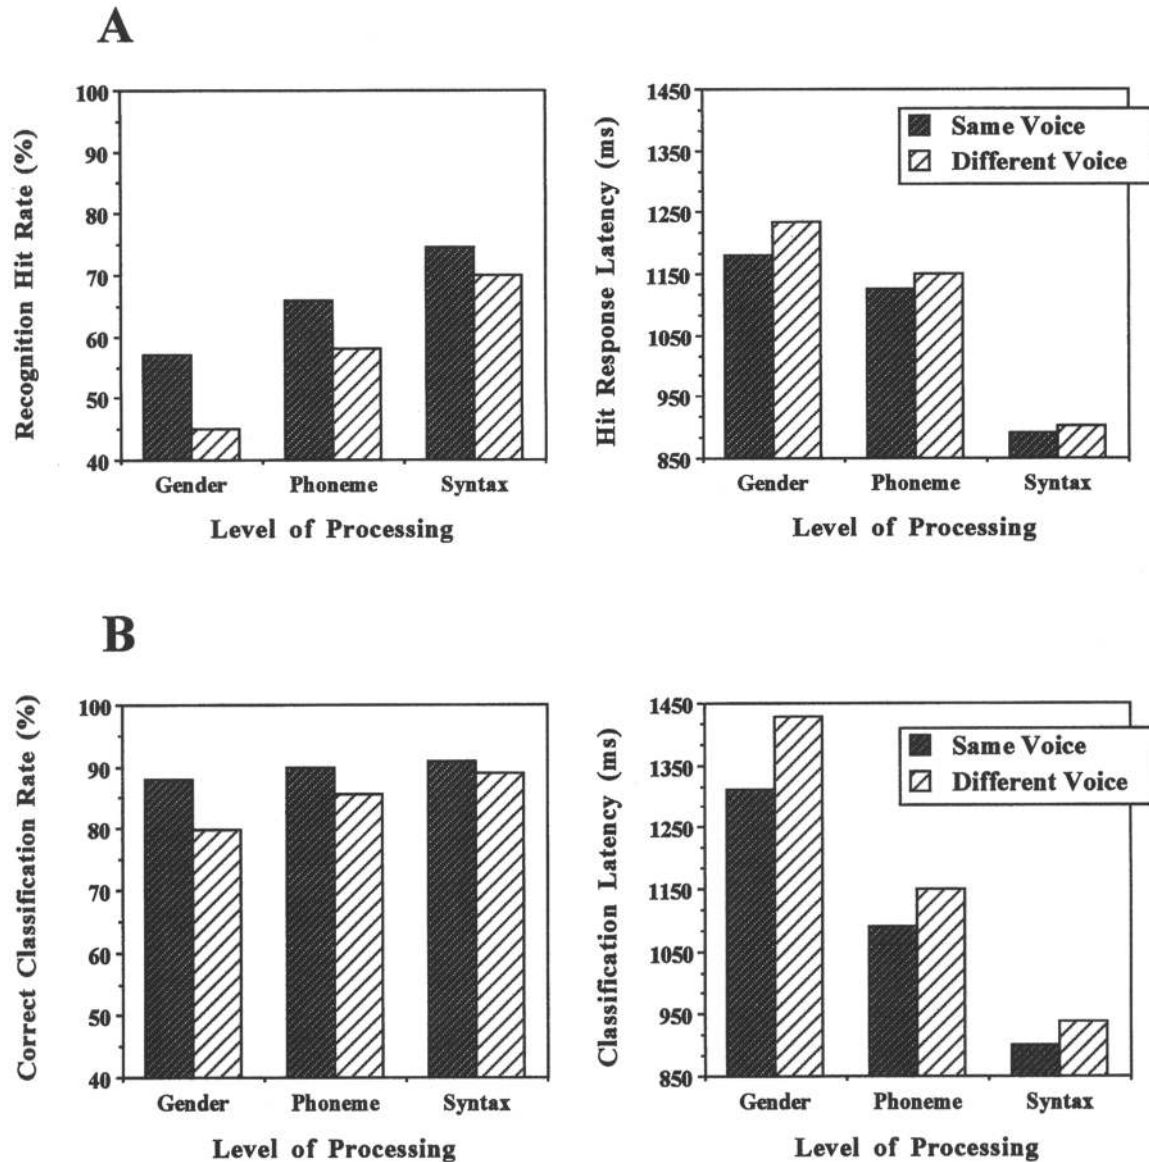 A
Recognition Hit Rate (%)
100
90
80
70
60
50
40
Gender Phoneme Syntax
Level of Processing
Hit Response Latency (ms)
1450
1350
1250
1150
1050
950
850
Same Voice
Different Voice
Gender Phoneme Syntax
Level of Processing
B
Correct Classification Rate (%)
100
90
80
70
60
50
40
Gender Phoneme Syntax
Level of Processing
Classification Latency (ms)
1450
1350
1250
1150
1050
950
850
Same Voice
Different Voice
Gender Phoneme Syntax
Level of Processing